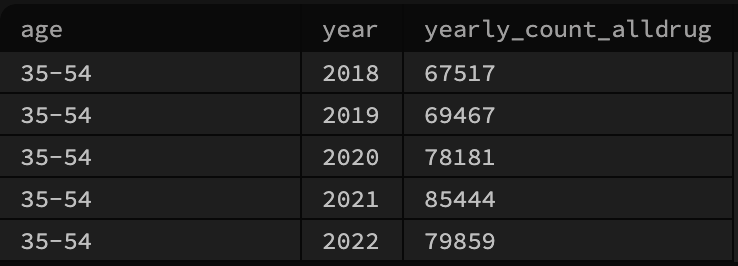 age year yearly_count_alldrug
35-54 2018 67517
35-54 2019 69467
35-54 2020 78181
35-54 2021 85444
35-54 2022 79859